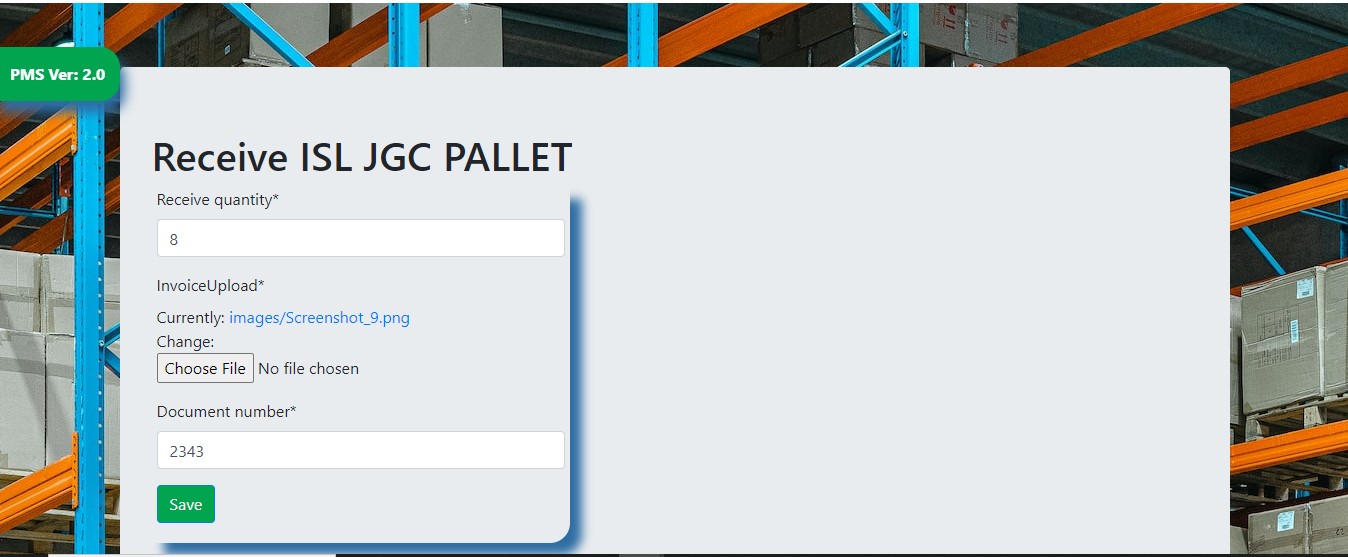 PMS Ver: 2.0
Receive ISL JGC PALLET
Receive quantity*
8
InvoiceUpload*
Currently: images/Screenshot_9.png
Change:
Choose File No file chosen
Document number*
2343
Save